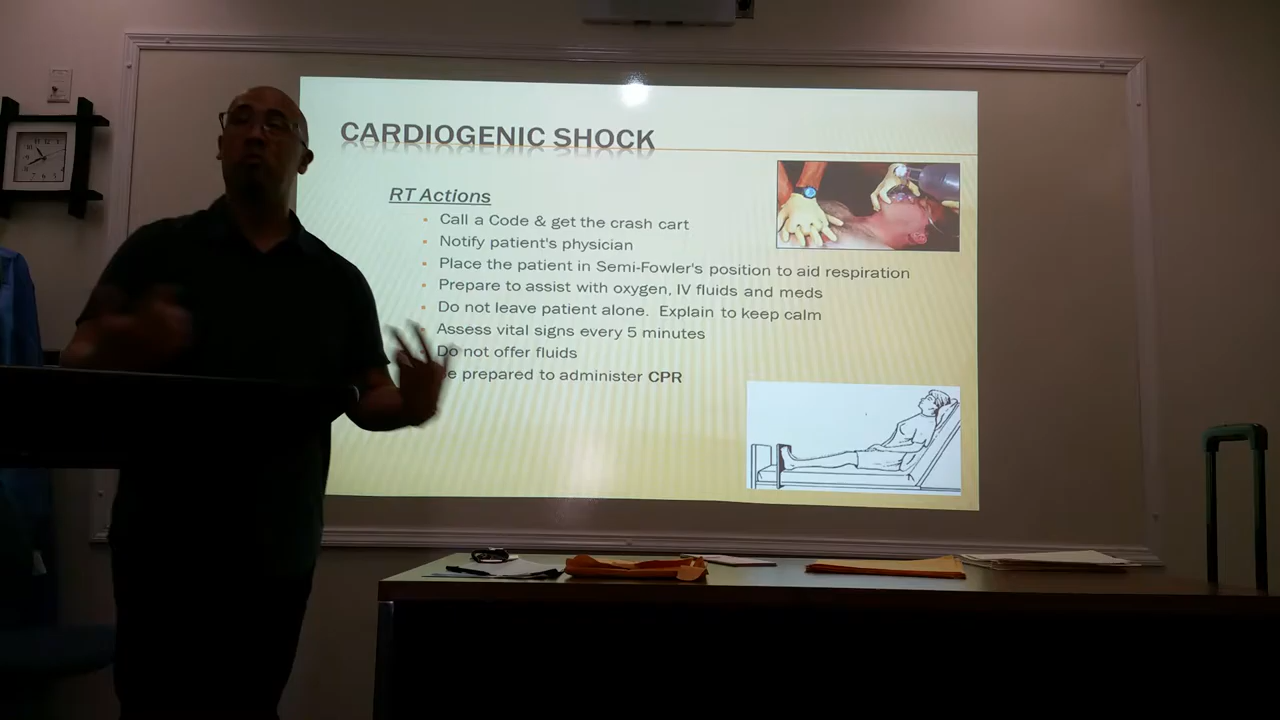 CARDIOGENIC SHOCK
RT Actions
Call a Code & get the crash cart
Notify patient's physician
Place the patient in Semi-Fowler's position to aid respiration
Prepare to assist with oxygen, IV fluids and meds
Do not leave patient alone. Explain to keep calm
Assess vital signs every 5 minutes
Do not offer fluids
e prepared to administer CPR